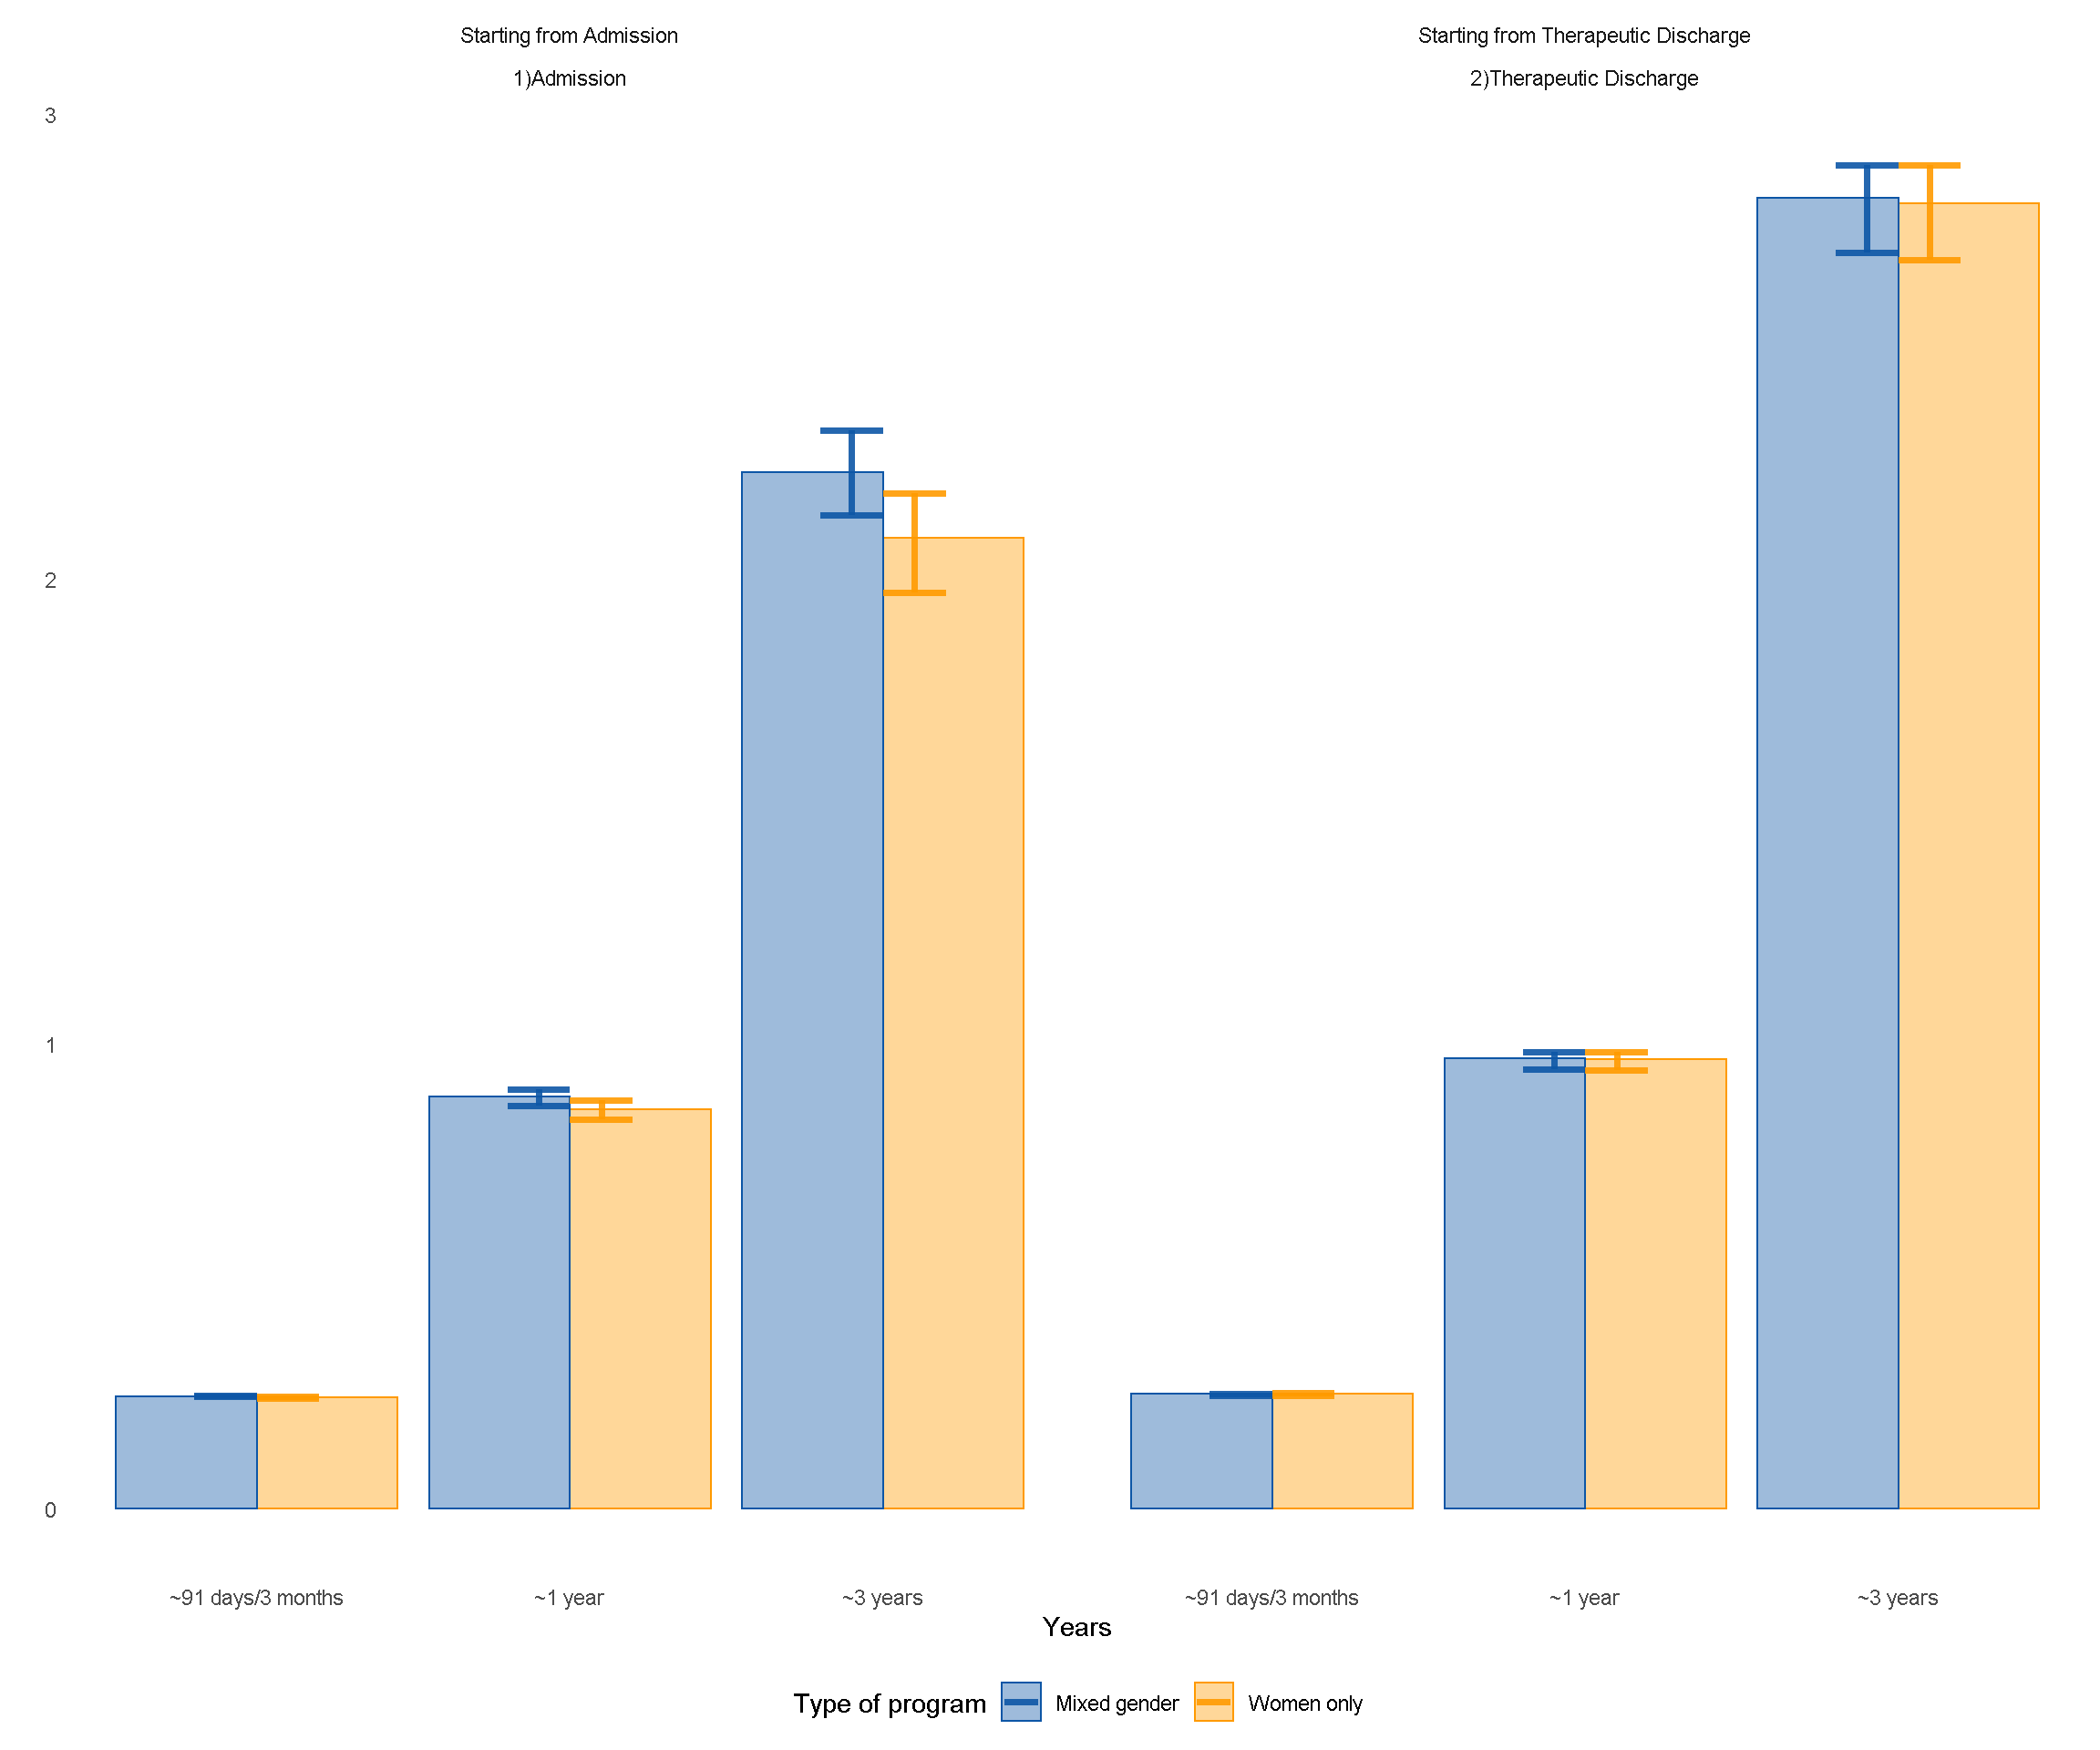 Starting from Admission
Starting from Therapeutic Discharge
1)Admission
2)Therapeutic Discharge
3
2
1
0
~91 days/3 months
~1 year
~3 years
~91 days/3 months
~1 year
~3 years
Years
Type of program
Mixed gender
Women only